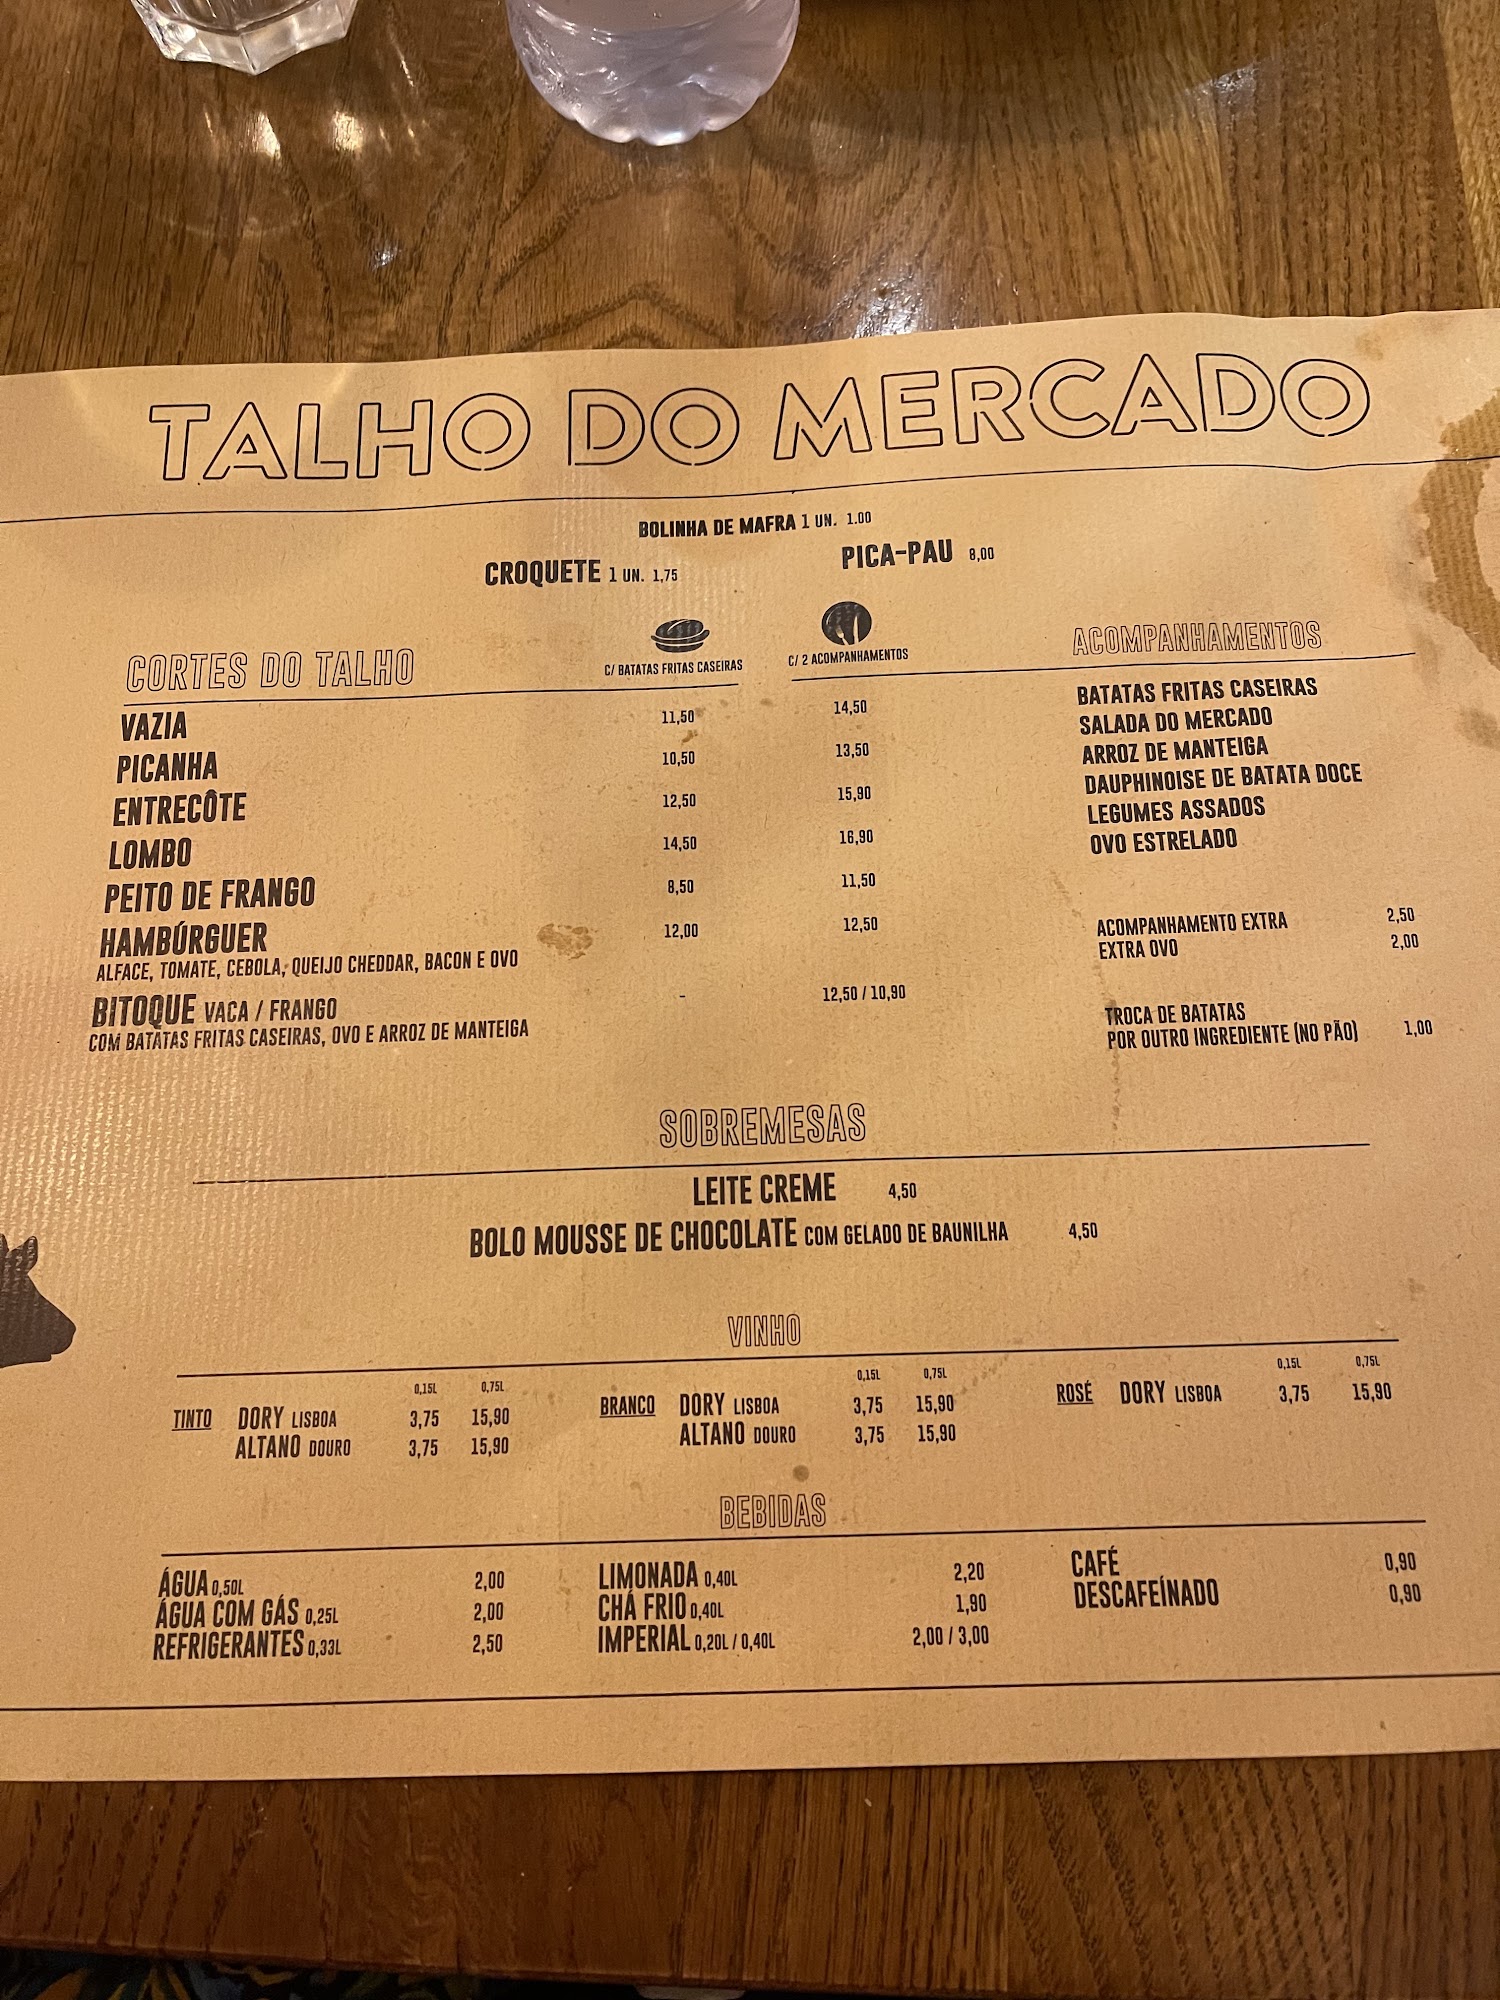 TALHO DO MERCADO
BOLINHA DE MAFRA 1 UN. 1.00
CROQUETE 1 UN. 1,75
PICA-PAU 8,00
CORTES DO TALHO
C/ BATATAS FRITAS CASEIRAS
C/ 2 ACOMPANHAMENTOS
VAZIA 11,50 14,50
PICANHA 10,50 13,50
ENTRECÔTE 12,50 15,90
LOMBO 14,50 16,90
PEITO DE FRANGO 8,50 11,50
HAMBÚRGUER 12,00 12,50
ALFACE, TOMATE, CEBOLA, QUEIJO CHEDDAR, BACON E OVO
BITOQUE VACA / FRANGO - 12,50 / 10,90
COM BATATAS FRITAS CASEIRAS, OVO E ARROZ DE MANTEIGA
ACOMPANHAMENTOS
BATATAS FRITAS CASEIRAS
SALADA DO MERCADO
ARROZ DE MANTEIGA
DAUPHINOISE DE BATATA DOCE
LEGUMES ASSADOS
OVO ESTRELADO
ACOMPANHAMENTO EXTRA 2,50
EXTRA OVO 2,00
TROCA DE BATATAS
POR OUTRO INGREDIENTE (NO PÃO) 1,00
SOBREMESAS
LEITE CREME 4,50
BOLO MOUSSE DE CHOCOLATE COM GELADO DE BAUNILHA 4,50
VINHO
0,15L 0,75L
TINTO DORY LISBOA 3,75 15,90
ALTANO DOURO 3,75 15,90
0,15L 0,75L
BRANCO DORY LISBOA 3,75 15,90
ALTANO DOURO 3,75 15,90
0,15L 0,75L
ROSÉ DORY LISBOA 3,75 15,90
BEBIDAS
ÁGUA 0,50L 2,00
ÁGUA COM GÁS 0,25L 2,00
REFRIGERANTES 0,33L 2,50
LIMONADA 0,40L 2,20
CHÁ FRIO 0,40L 1,90
IMPERIAL 0,20L / 0,40L 2,00 / 3,00
CAFÉ 0,90
DESCAFEÍNADO 0,90